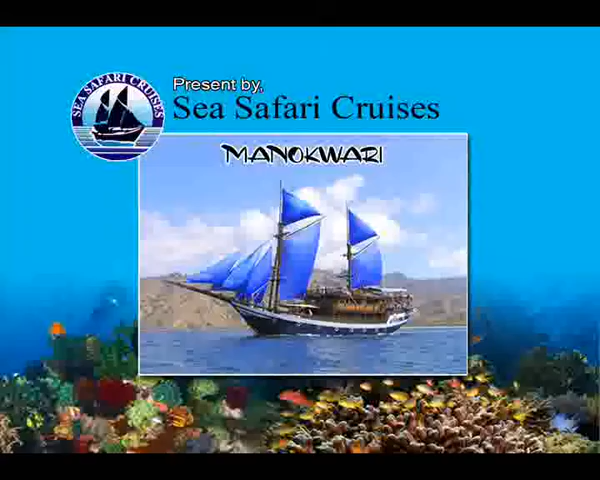 SEA SAFARI CRUISES
Present by,
Sea Safari Cruises
MANOKWARI